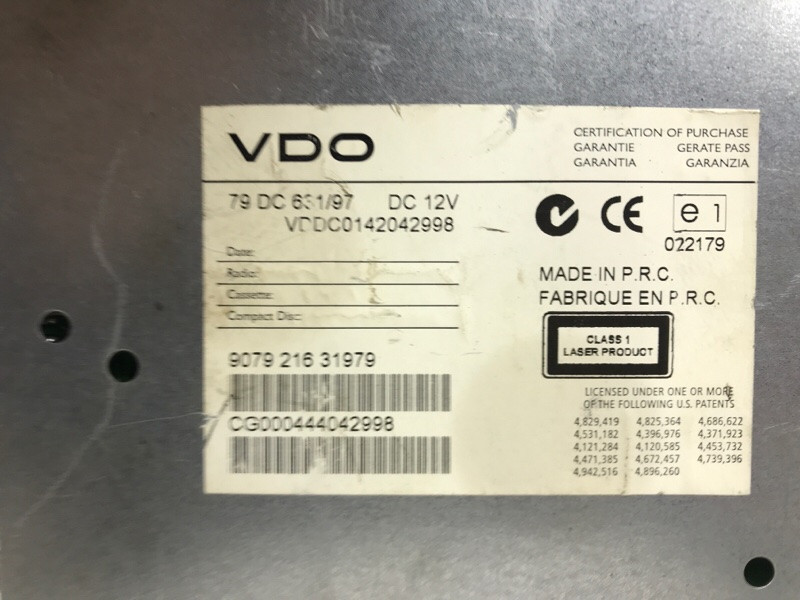 VDO
CERTIFICATION OF PURCHASE
GARANTIE GERATE PASS
GARANTIA GARANZIA
79 DC 631/97 DC 12V
VDDC0142042998
CE
e 1
022179
Date:
Radio:
Cassette:
Compact Disc:
MADE IN P.R.C.
FABRIQUE EN P.R.C.
CLASS 1
LASER PRODUCT
9079 216 31979
CG000444042998
LICENSED UNDER ONE OR MORE
OF THE FOLLOWING U.S. PATENTS
4,829,419 4,825,364 4,686,622
4,531,182 4,396,976 4,371,923
4,121,284 4,120,585 4,453,732
4,471,385 4,672,457 4,739,396
4,942,516 4,896,260